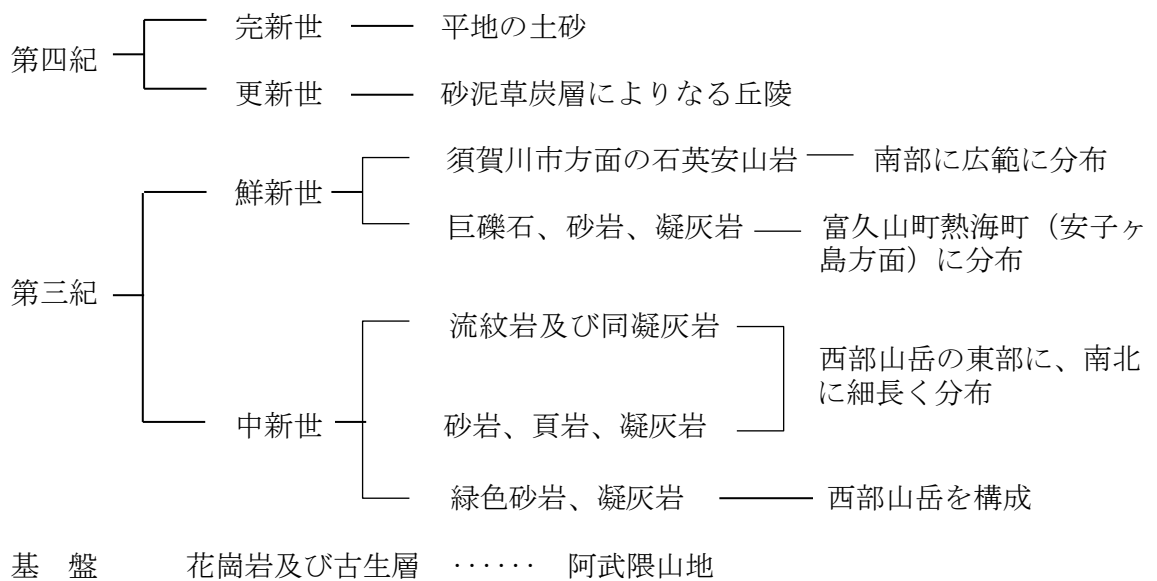 完新世 平地の土砂
第四紀
更新世 砂泥草炭層によりなる丘陵
須賀川市方面の石英安山岩 南部に広範に分布
鮮新世
巨礫石、砂岩、凝灰岩 富久山町熱海町（安子ヶ
島方面）に分布
第三紀
流紋岩及び同凝灰岩
西部山岳の東部に、南北
に細長く分布
中新世 砂岩、頁岩、凝灰岩
緑色砂岩、凝灰岩 西部山岳を構成
基　盤 花崗岩及び古生層 …… 阿武隈山地